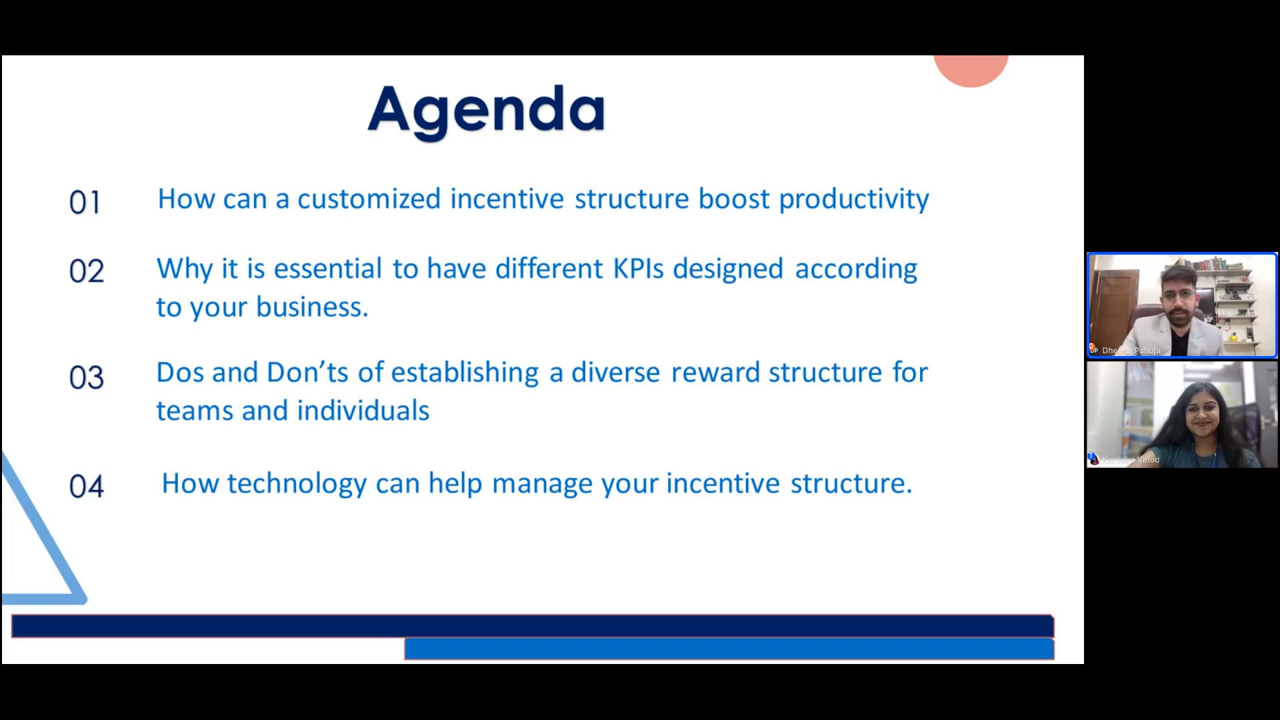 Agenda
01 How can a customized incentive structure boost productivity
02 Why it is essential to have different KPIs designed according
to your business.
03 Dos and Don’ts of establishing a diverse reward structure for
teams and individuals
04 How technology can help manage your incentive structure.
Pahuja
Vinod